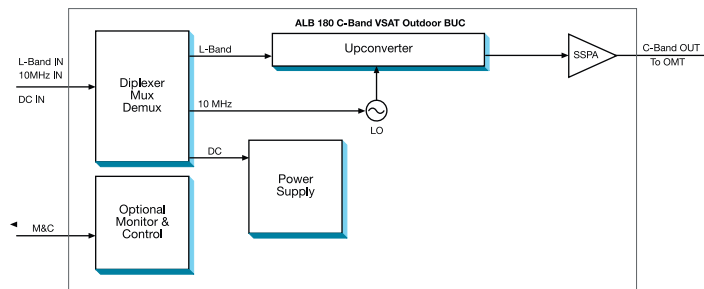 ALB 180 C-Band VSAT Outdoor BUC
L-Band IN
10MHz IN
DC IN
Diplexer
Mux
Demux
L-Band
Upconverter
SSPA
C-Band OUT
To OMT
10 MHz
LO
DC
Power
Supply
M&C
Optional
Monitor &
Control